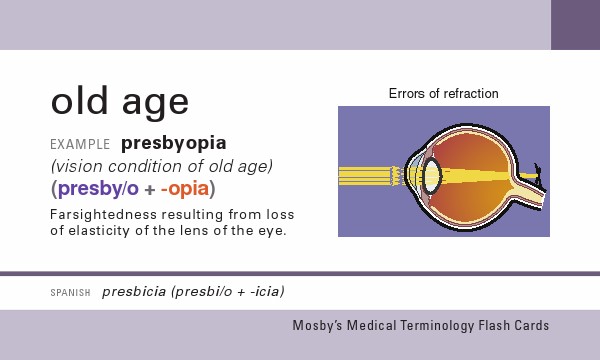 old age
EXAMPLE presbyopia
(vision condition of old age)
(presby/o + -opia)
Farsightedness resulting from loss
of elasticity of the lens of the eye.
Errors of refraction
SPANISH presbicia (presbi/o + -icia)
Mosby's Medical Terminology Flash Cards